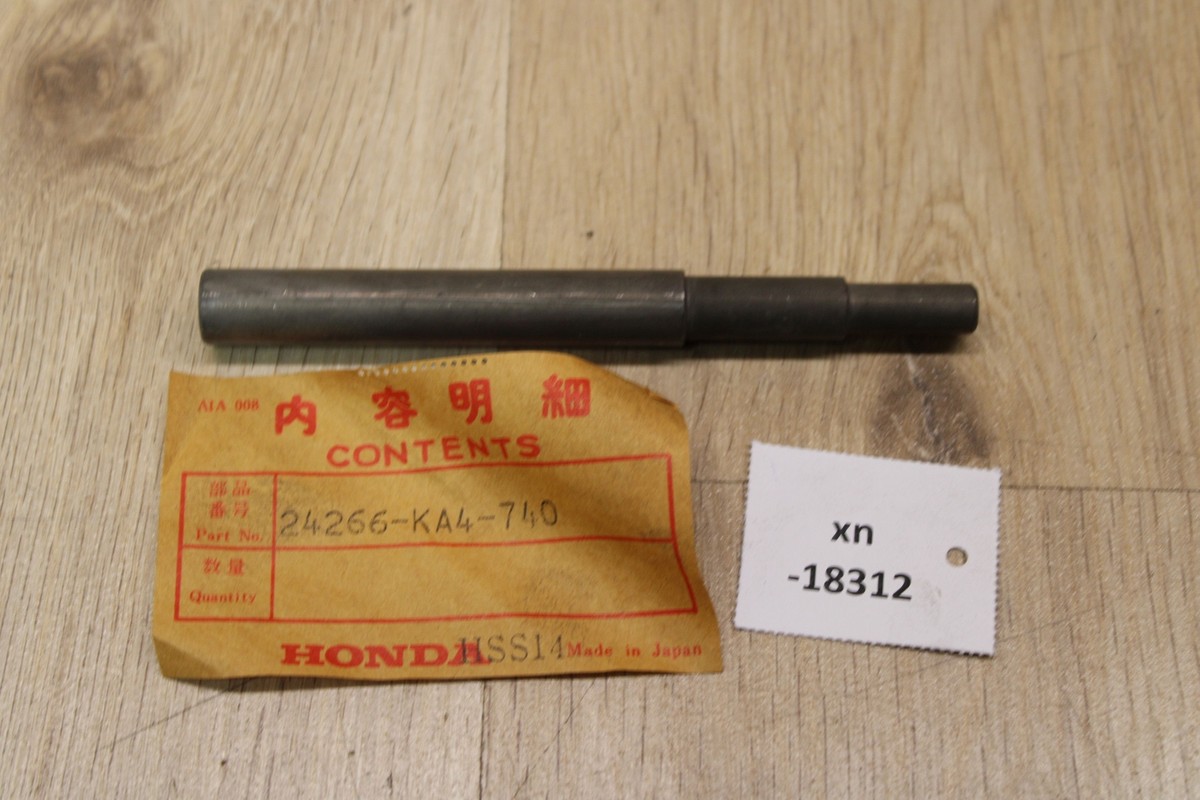 A1A 008
内容明細
CONTENTS
部品
番号
Part No.
24266-KA4-740
数量
Quantity
HONDA
HSS14
Made in Japan
xn
-18312